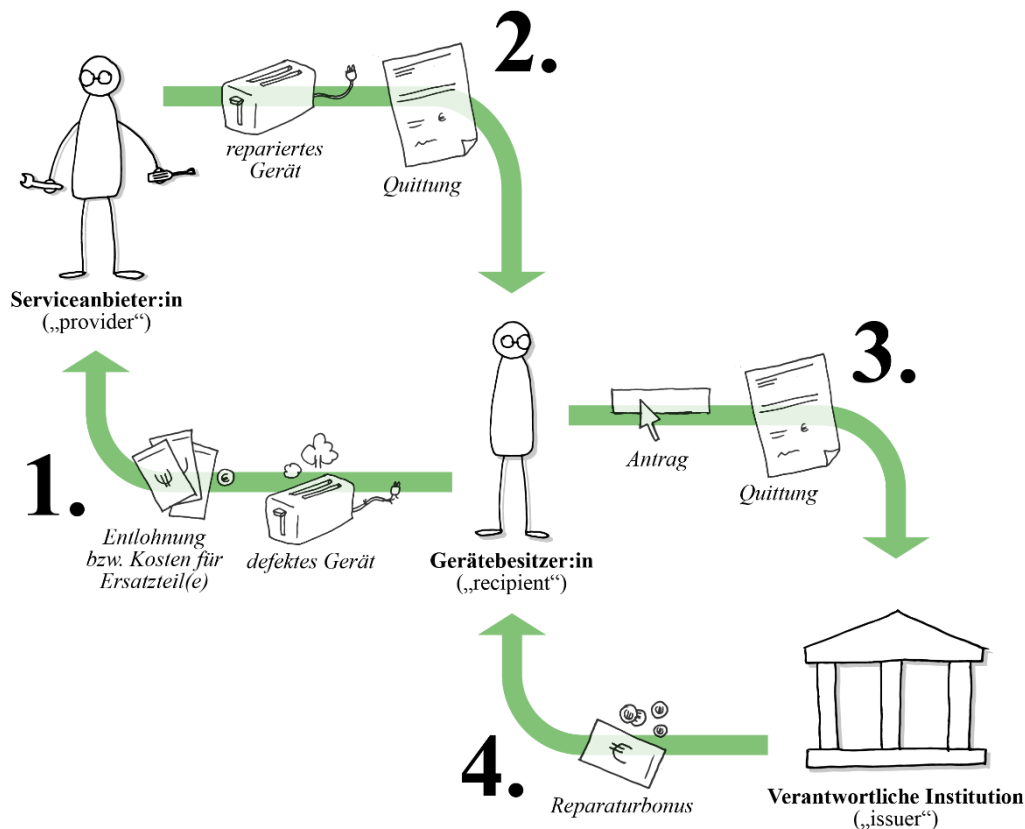 2.
repariertes
Gerät
Quittung
€
Serviceanbieter:in
(„provider“)
3.
€
Antrag
Quittung
1.
€
€
Entlohnung
bzw. Kosten für
Ersatzteil(e)
defektes Gerät
Gerätebesitzer:in
(„recipient“)
4.
€
€
€
€
€
Reparaturbonus
Verantwortliche Institution
(„issuer“)